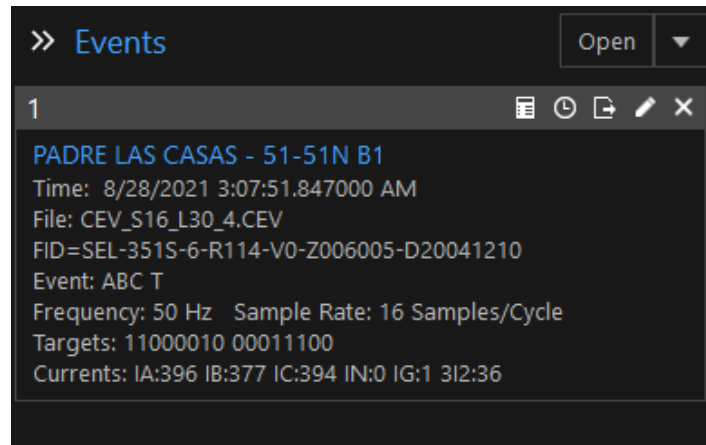 Events
Open
1
PADRE LAS CASAS - 51-51N B1
Time: 8/28/2021 3:07:51.847000 AM
File: CEV_S16_L30_4.CEV
FID=SEL-351S-6-R114-V0-Z006005-D20041210
Event: ABC T
Frequency: 50 Hz Sample Rate: 16 Samples/Cycle
Targets: 11000010 00011100
Currents: IA:396 IB:377 IC:394 IN:0 IG:1 3I2:36